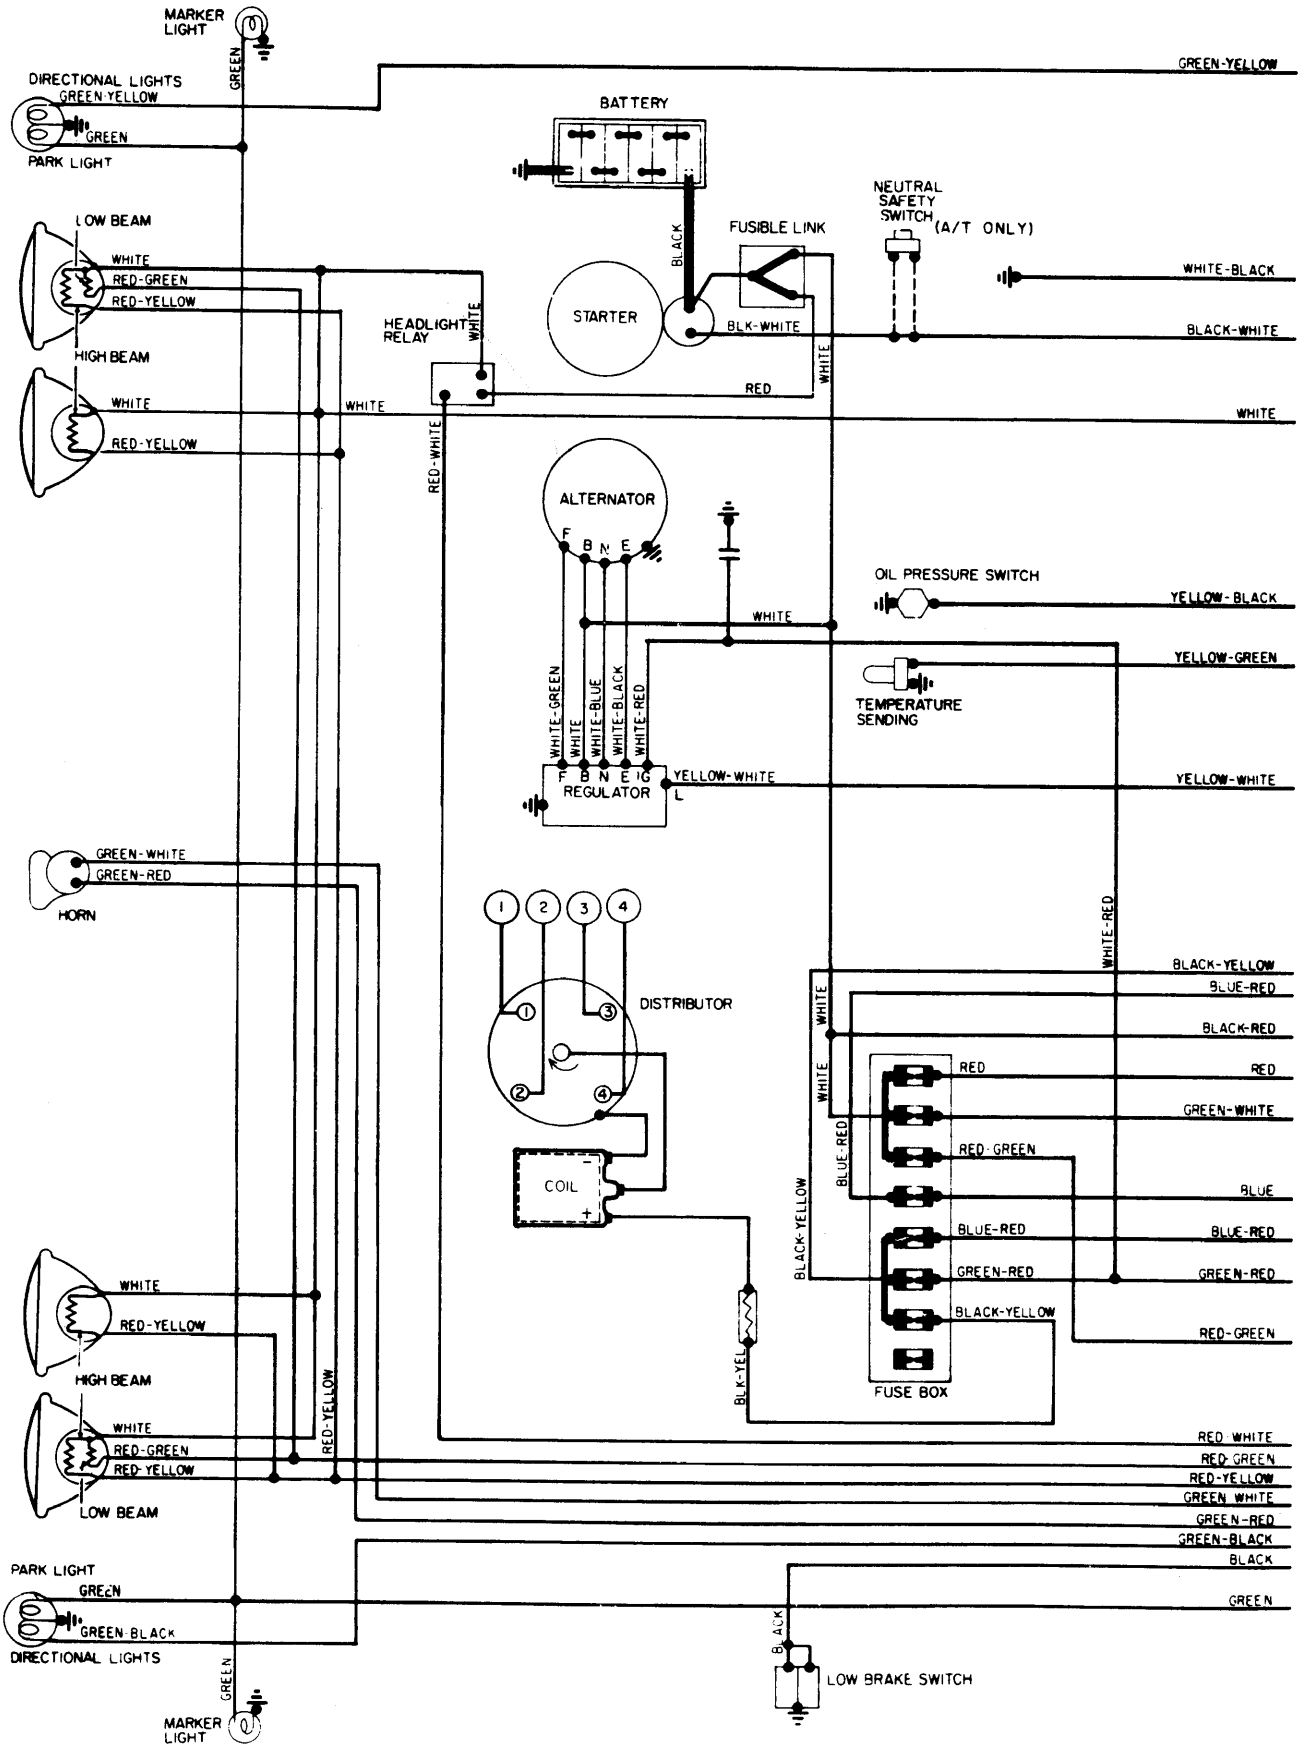 MARKER
LIGHT
GREEN
DIRECTIONAL LIGHTS
GREEN-YELLOW
GREEN
PARK LIGHT
GREEN-YELLOW
BATTERY
BLACK
FUSIBLE LINK
NEUTRAL
SAFETY
SWITCH (A/T ONLY)
WHITE-BLACK
LOW BEAM
WHITE
RED-GREEN
RED-YELLOW
HIGH BEAM
WHITE
RED-YELLOW
WHITE
HEADLIGHT
RELAY
WHITE
RED-WHITE
STARTER
BLK-WHITE
BLACK-WHITE
WHITE
RED
WHITE
ALTERNATOR
F B N E
WHITE
OIL PRESSURE SWITCH
YELLOW-BLACK
YELLOW-GREEN
TEMPERATURE
SENDING
WHITE-GREEN
WHITE
WHITE-BLUE
WHITE-BLACK
WHITE-RED
F B N E IG
REGULATOR
YELLOW-WHITE
L
YELLOW-WHITE
GREEN-WHITE
GREEN-RED
HORN
1 2 3 4
DISTRIBUTOR
1 3
2 4
COIL
-
+
BLK-YEL
WHITE-RED
BLACK-YELLOW
BLUE-RED
WHITE
BLACK-RED
WHITE
BLUE-RED
BLACK-YELLOW
RED
RED
GREEN-WHITE
RED-GREEN
BLUE
BLUE-RED
BLUE-RED
GREEN-RED
GREEN-RED
BLACK-YELLOW
RED-GREEN
FUSE BOX
WHITE
RED-YELLOW
HIGH BEAM
RED-YELLOW
WHITE
RED-GREEN
RED-YELLOW
LOW BEAM
RED-WHITE
RED-GREEN
RED-YELLOW
GREEN WHITE
GREEN-RED
GREEN-BLACK
BLACK
GREEN
PARK LIGHT
GREEN
GREEN-BLACK
DIRECTIONAL LIGHTS
GREEN
MARKER
LIGHT
BLACK
LOW BRAKE SWITCH